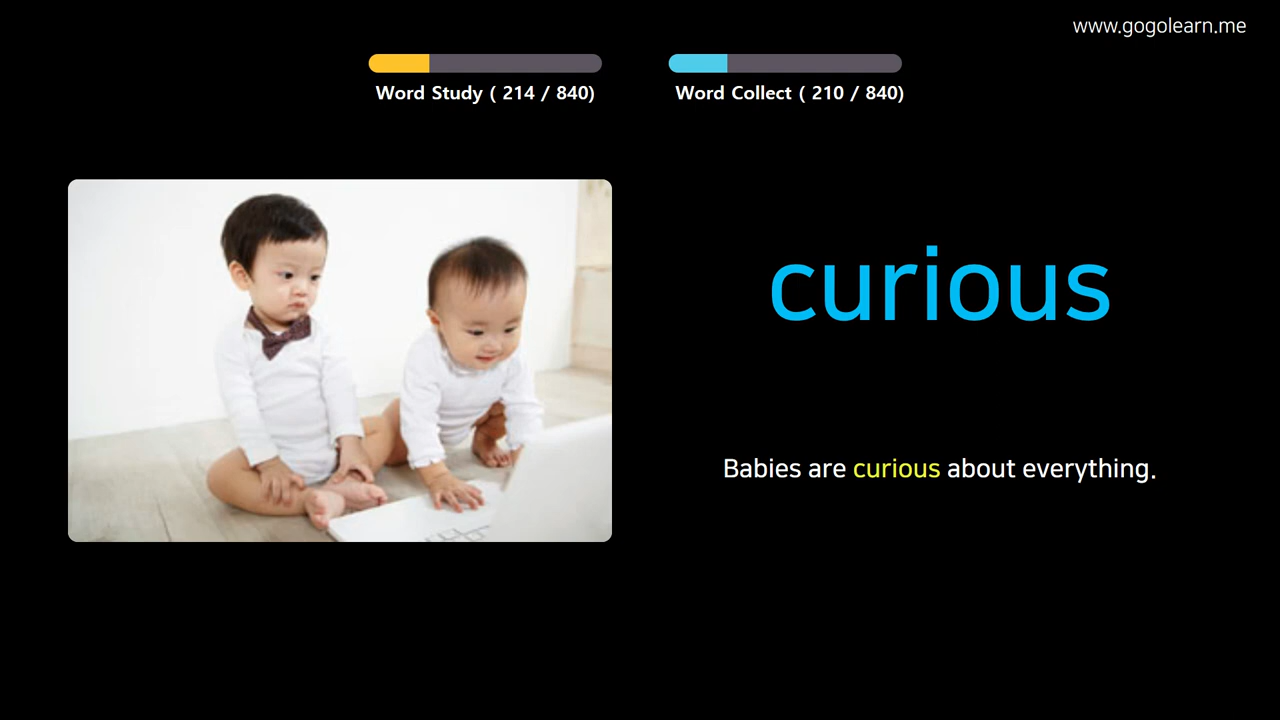 www.gogolearn.me
Word Study ( 214 / 840)
Word Collect ( 210 / 840)
curious
Babies are curious about everything.